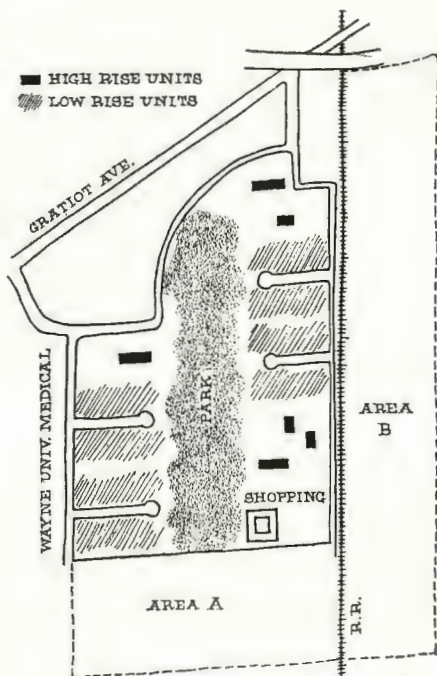 HIGH RISE UNITS
LOW RISE UNITS
GRATIOT AVE.
WAYNE UNIV. MEDICAL
PARK
AREA
B
SHOPPING
AREA A
R.R.